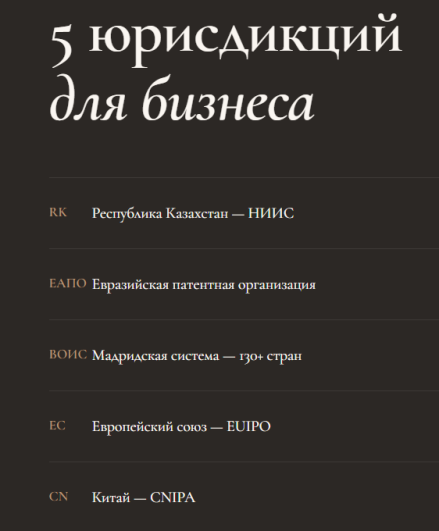 5 юрисдикций
для бизнеса
RK Республика Казахстан — НИИС
ЕАПО Евразийская патентная организация
ВОИС Мадридская система — 130+ стран
ЕС Европейский союз — EUIPO
CN Китай — CNIPA